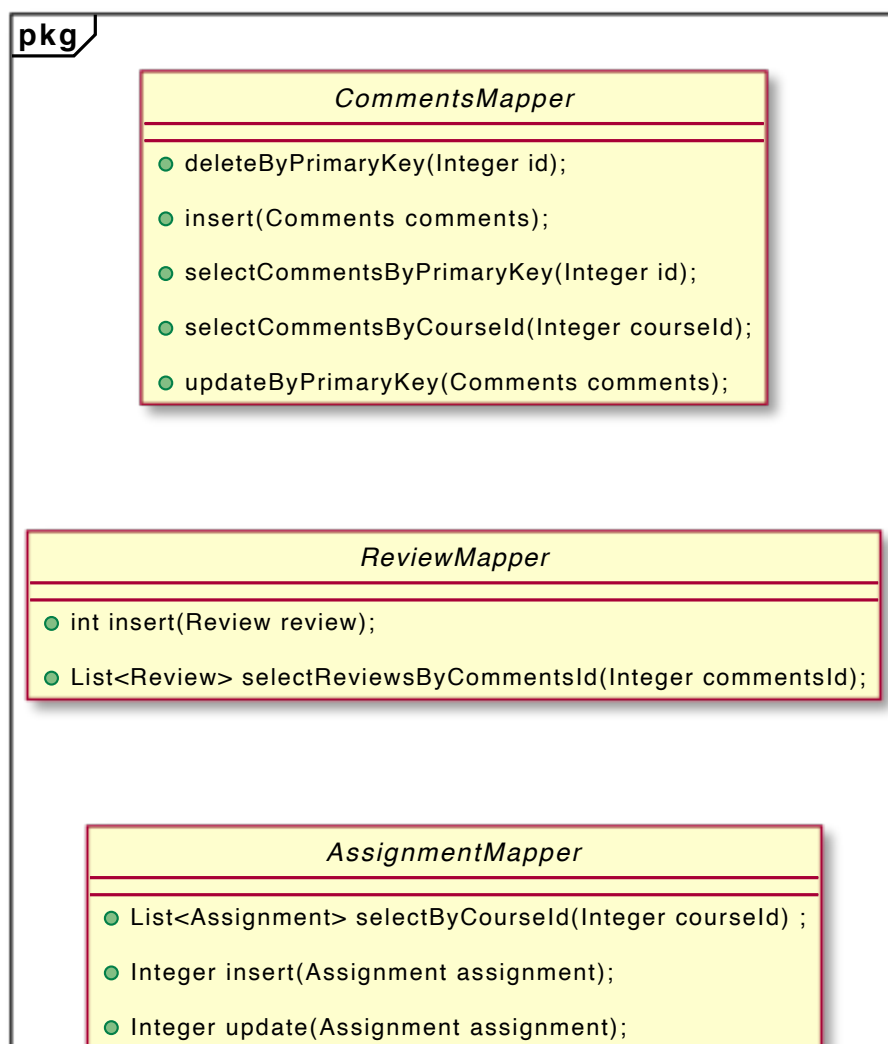 pkg
CommentsMapper
deleteByPrimaryKey(Integer id);
insert(Comments comments);
selectCommentsByPrimaryKey(Integer id);
selectCommentsByCourseId(Integer courseId);
updateByPrimaryKey(Comments comments);
ReviewMapper
int insert(Review review);
List<Review> selectReviewsByCommentsId(Integer commentsId);
AssignmentMapper
List<Assignment> selectByCourseId(Integer courseId) ;
Integer insert(Assignment assignment);
Integer update(Assignment assignment);